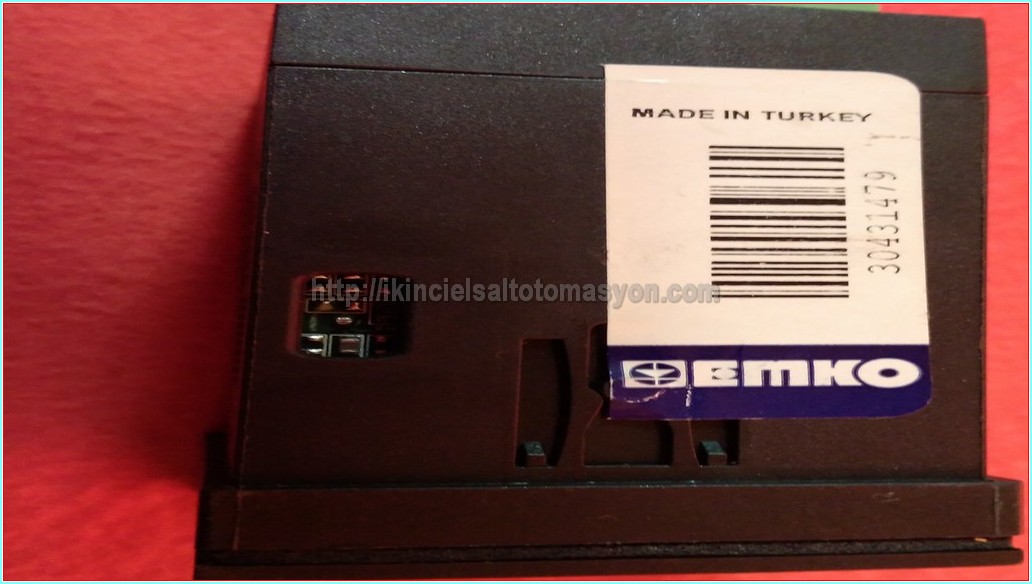 MADE IN TURKEY
30431479
http://ikincielsaltotomasyon.com
EMKO